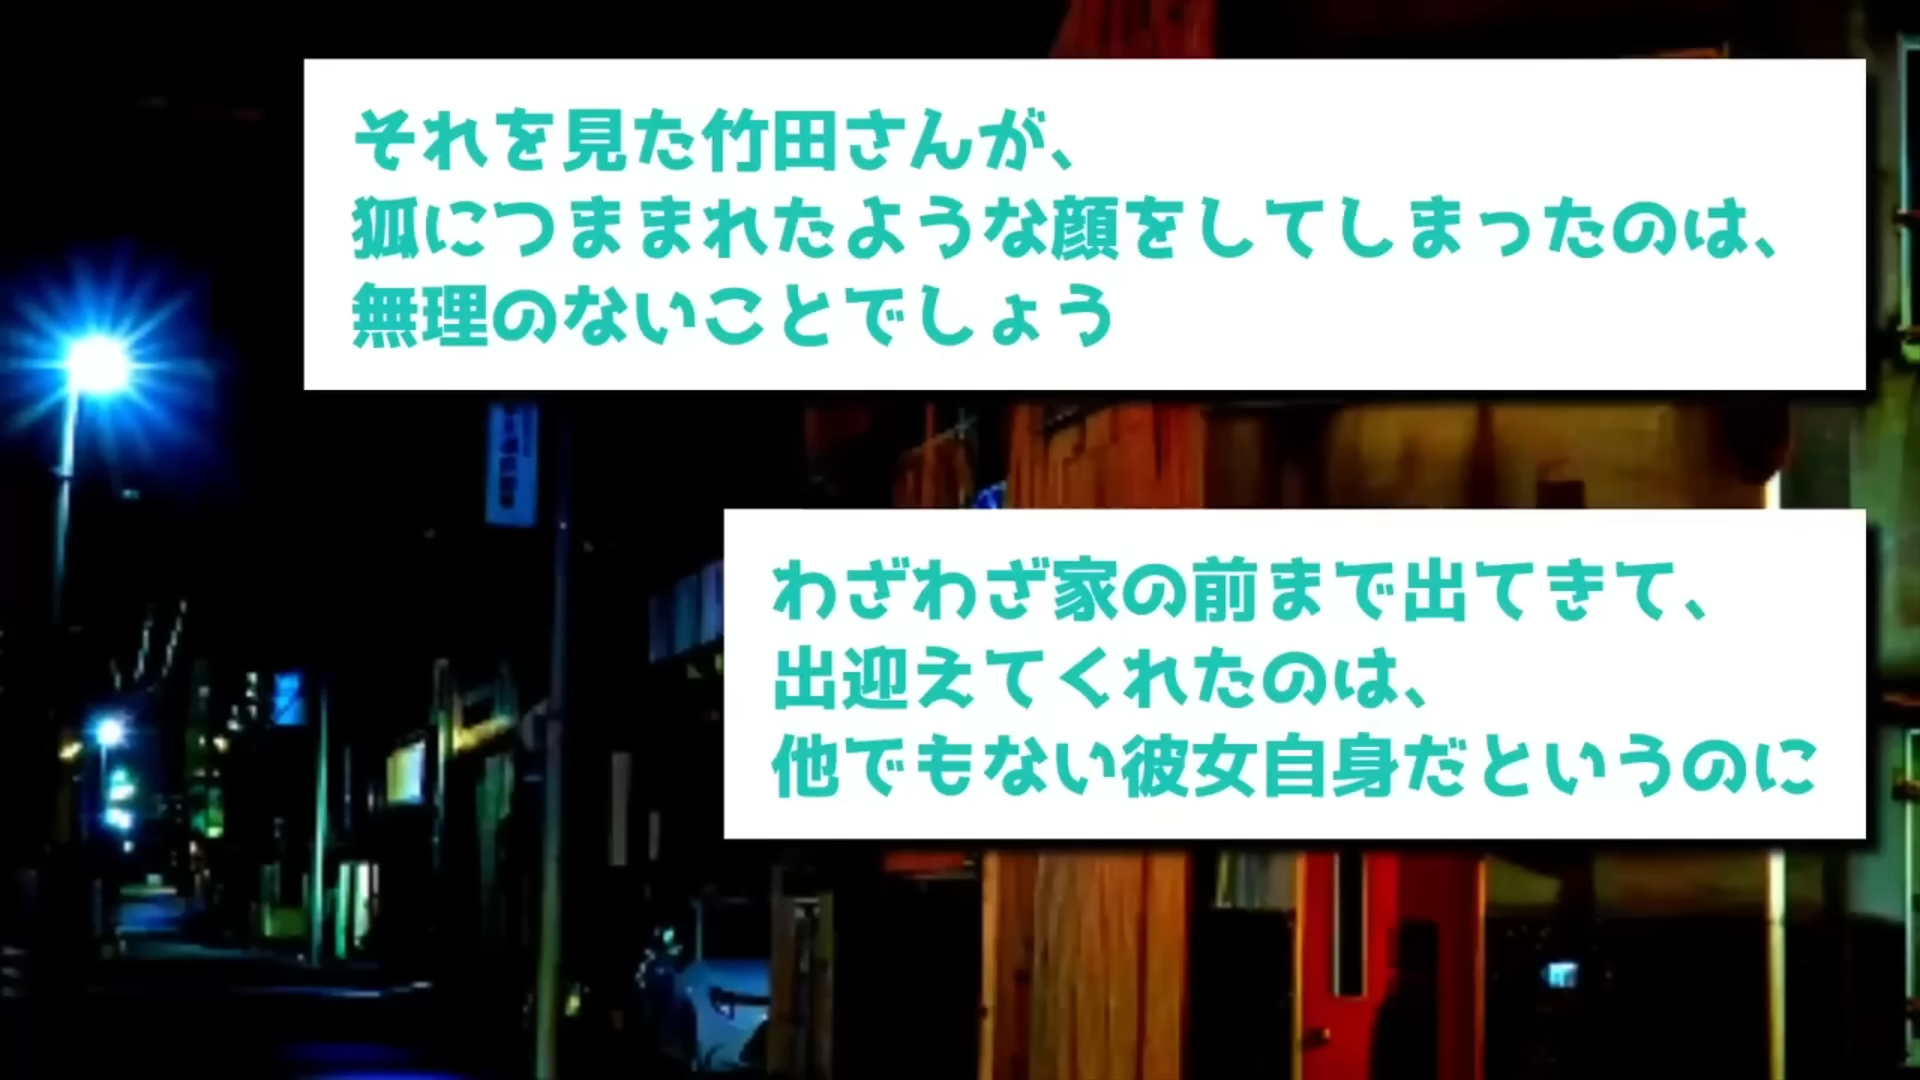 それを見た竹田さんが、
狐につままれたような顔をしてしまったのは、
無理のないことでしょう
わざわざ家の前まで出てきて、
出迎えてくれたのは、
他でもない彼女自身だというのに